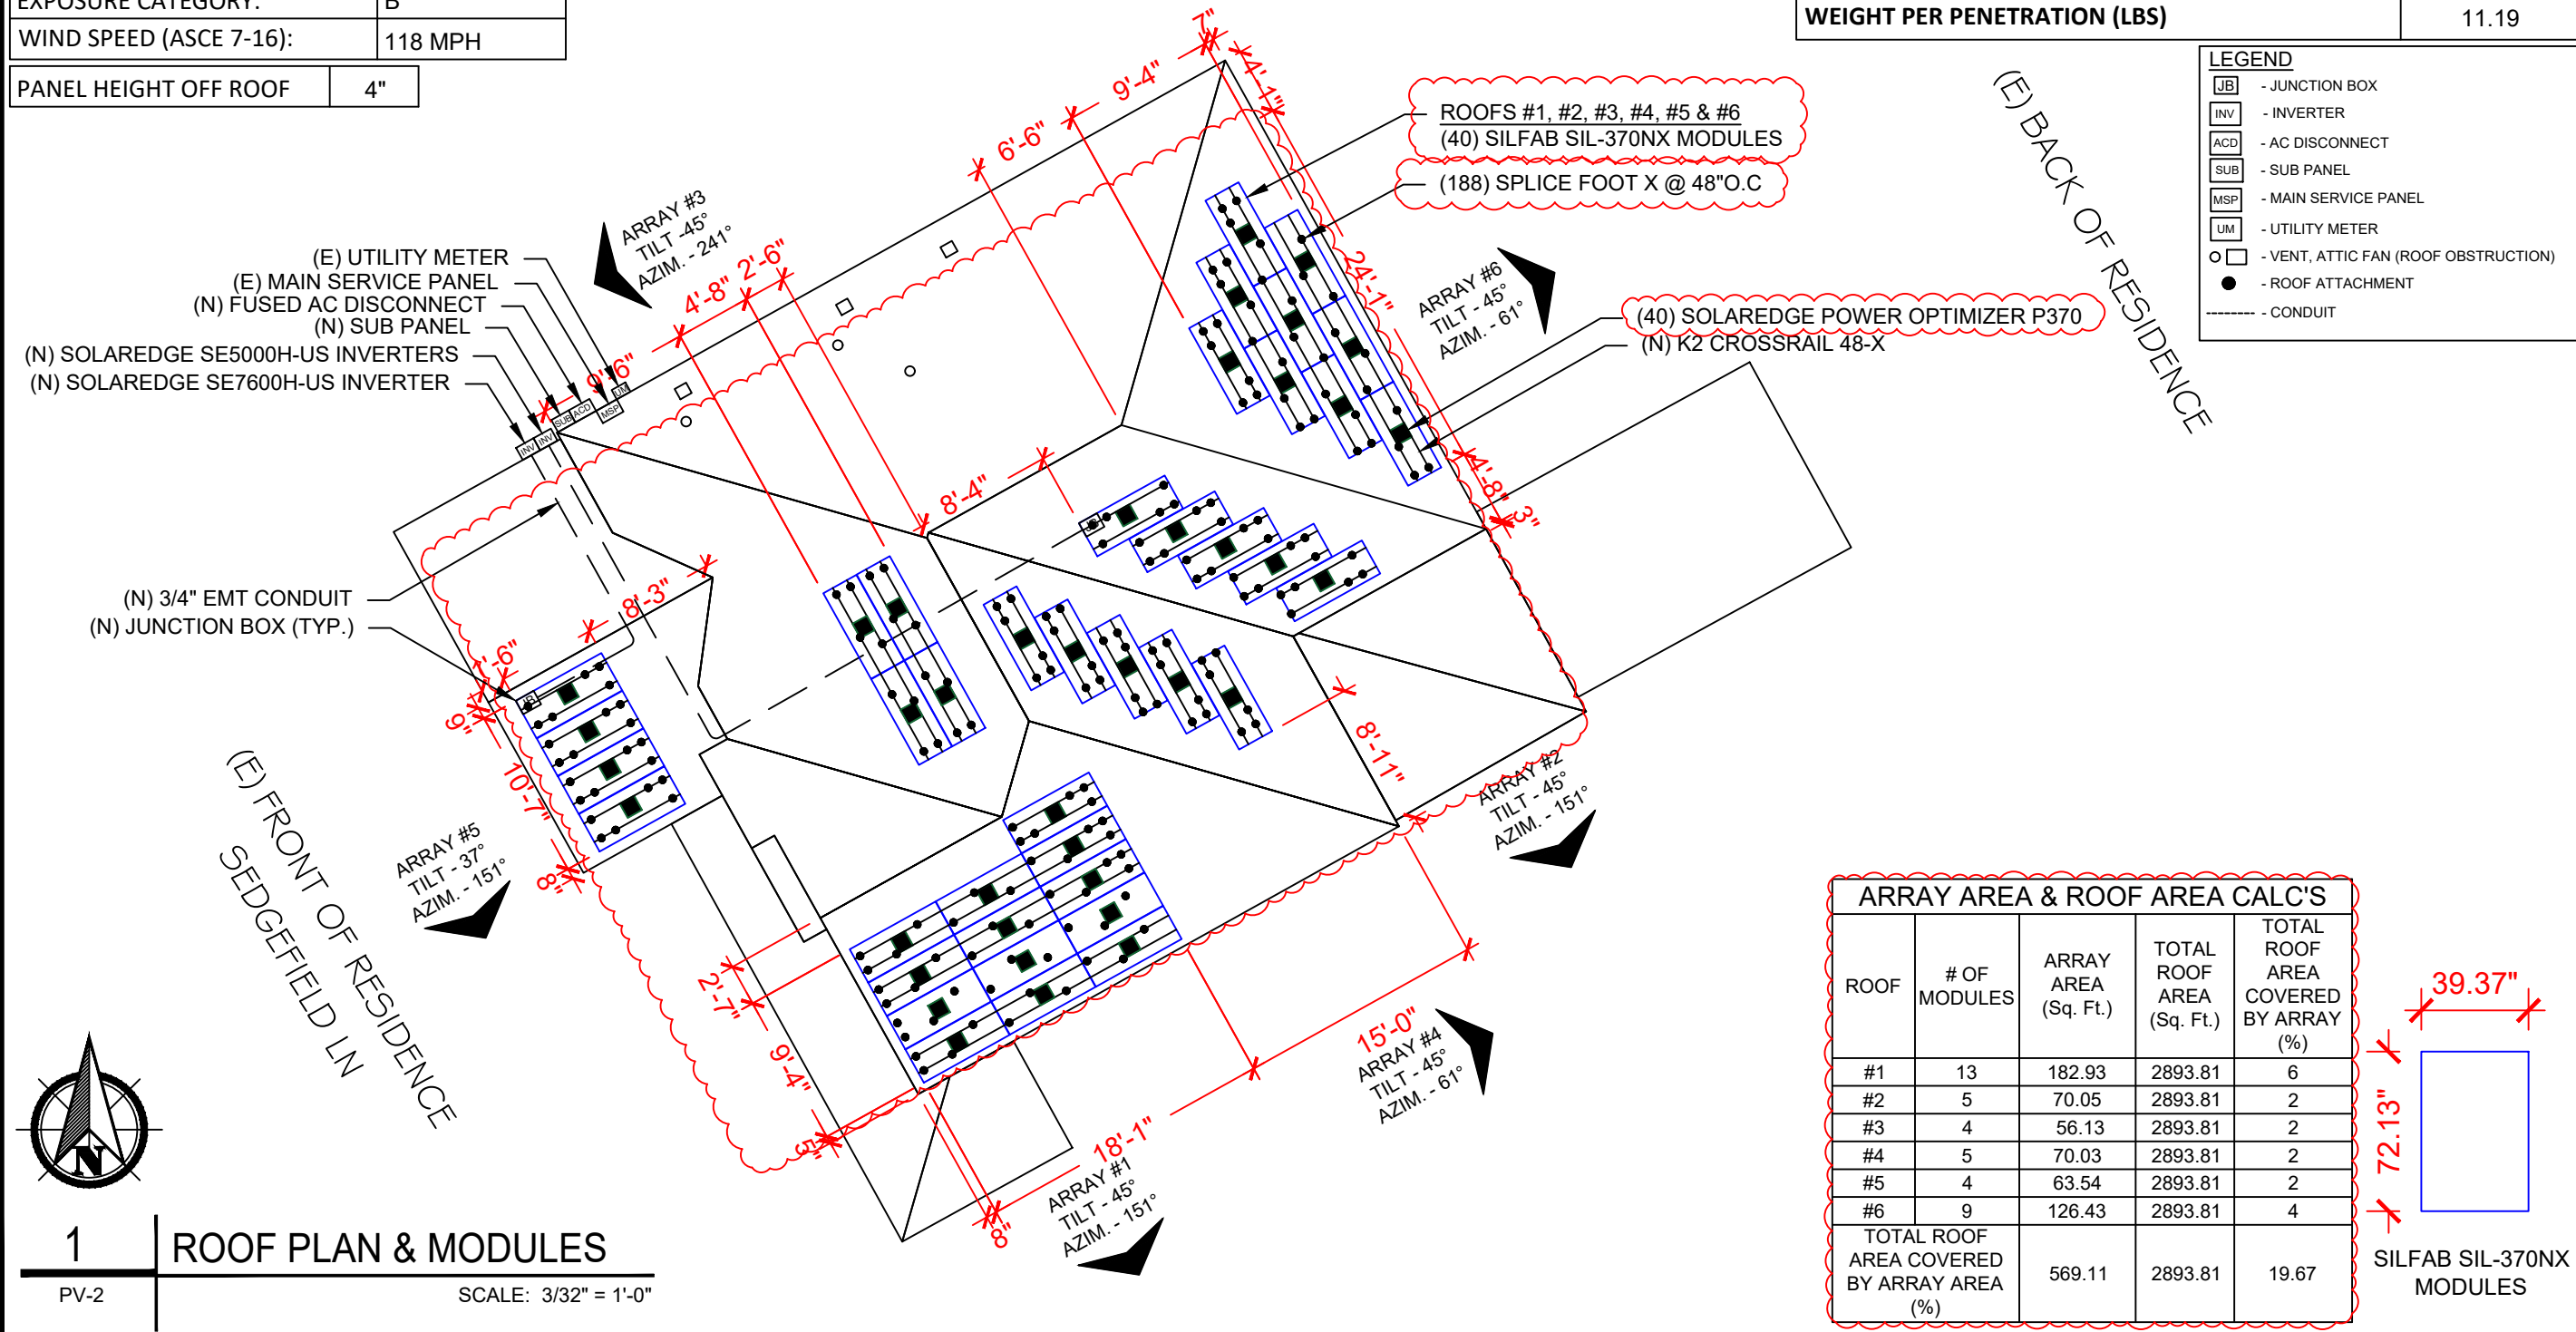 EXPOSURE CATEGORY: B
WIND SPEED (ASCE 7-16): 118 MPH
PANEL HEIGHT OFF ROOF 4"
WEIGHT PER PENETRATION (LBS) 11.19
LEGEND
JB - JUNCTION BOX
INV - INVERTER
ACD - AC DISCONNECT
SUB - SUB PANEL
MSP - MAIN SERVICE PANEL
UM - UTILITY METER
- VENT, ATTIC FAN (ROOF OBSTRUCTION)
- ROOF ATTACHMENT
- CONDUIT
(E) BACK OF RESIDENCE
ROOFS #1, #2, #3, #4, #5 & #6
(40) SILFAB SIL-370NX MODULES
(188) SPLICE FOOT X @ 48"O.C
(40) SOLAREDGE POWER OPTIMIZER P370
(N) K2 CROSSRAIL 48-X
7"
4'-1"
9'-4"
6'-6"
24'-1"
4'-8"
3"
ARRAY #3
TILT -45°
AZIM. - 241°
4'-8"
2'-6"
9'-6"
8'-4"
ARRAY #6
TILT - 45°
AZIM. - 61°
(E) UTILITY METER
(E) MAIN SERVICE PANEL
(N) FUSED AC DISCONNECT
(N) SUB PANEL
(N) SOLAREDGE SE5000H-US INVERTERS
(N) SOLAREDGE SE7600H-US INVERTER
INV
INV
SUB
ACD
MSP
UM
JB
(N) 3/4" EMT CONDUIT
(N) JUNCTION BOX (TYP.)
8'-3"
1'-6"
9"
JB
10'-7"
8"
(E) FRONT OF RESIDENCE
SEDGEFIELD LN
ARRAY #5
TILT - 37°
AZIM. - 151°
8'-11"
ARRAY #2
TILT - 45°
AZIM. - 151°
2'-7"
9'-4"
5"
15'-0"
ARRAY #4
TILT - 45°
AZIM. - 61°
18'-1"
8"
ARRAY #1
TILT - 45°
AZIM. - 151°
N
1
ROOF PLAN & MODULES
PV-2
SCALE: 3/32" = 1'-0"
ARRAY AREA & ROOF AREA CALC'S
ROOF # OF MODULES ARRAY AREA (Sq. Ft.) TOTAL ROOF AREA (Sq. Ft.) TOTAL ROOF AREA COVERED BY ARRAY (%)
#1 13 182.93 2893.81 6
#2 5 70.05 2893.81 2
#3 4 56.13 2893.81 2
#4 5 70.03 2893.81 2
#5 4 63.54 2893.81 2
#6 9 126.43 2893.81 4
TOTAL ROOF AREA COVERED BY ARRAY AREA (%) 569.11 2893.81 19.67
39.37"
72.13"
SILFAB SIL-370NX
MODULES